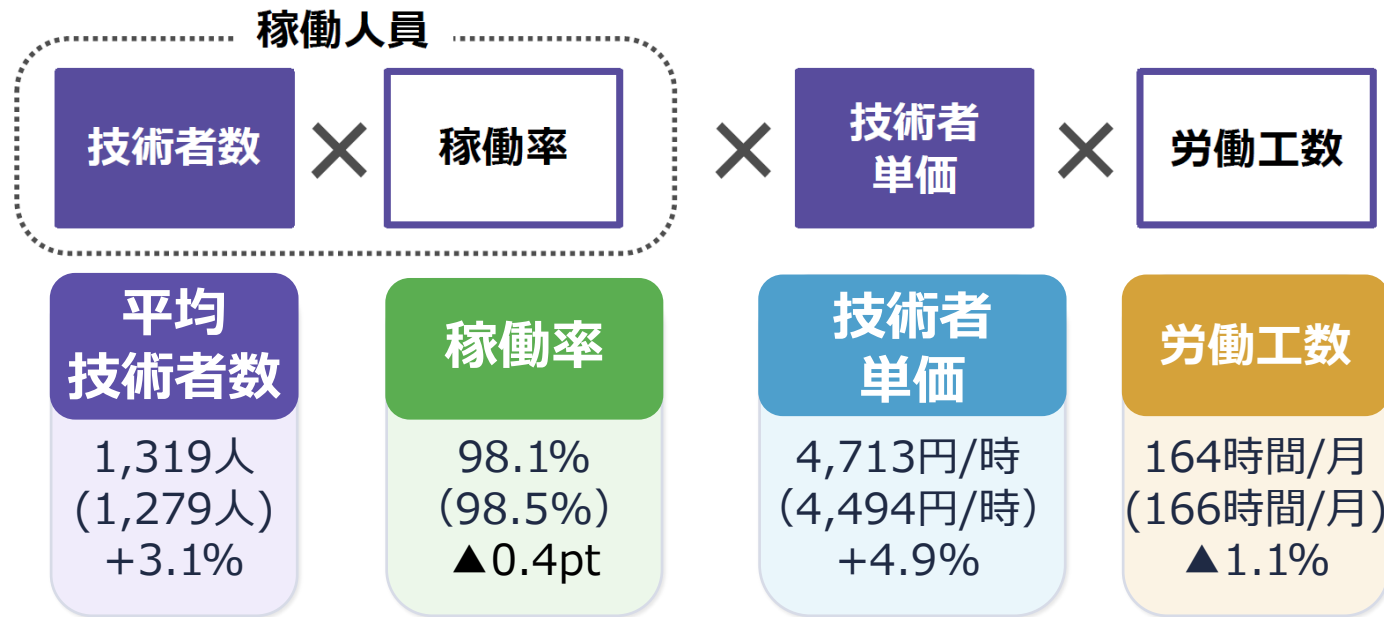 稼働人員
技術者数
×
稼働率
×
技術者
単価
×
労働工数
平均
技術者数
1,319人
(1,279人)
+3.1%
稼働率
98.1%
（98.5%）
▲0.4pt
技術者
単価
4,713円/時
（4,494円/時）
+4.9%
労働工数
164時間/月
(166時間/月)
▲1.1%